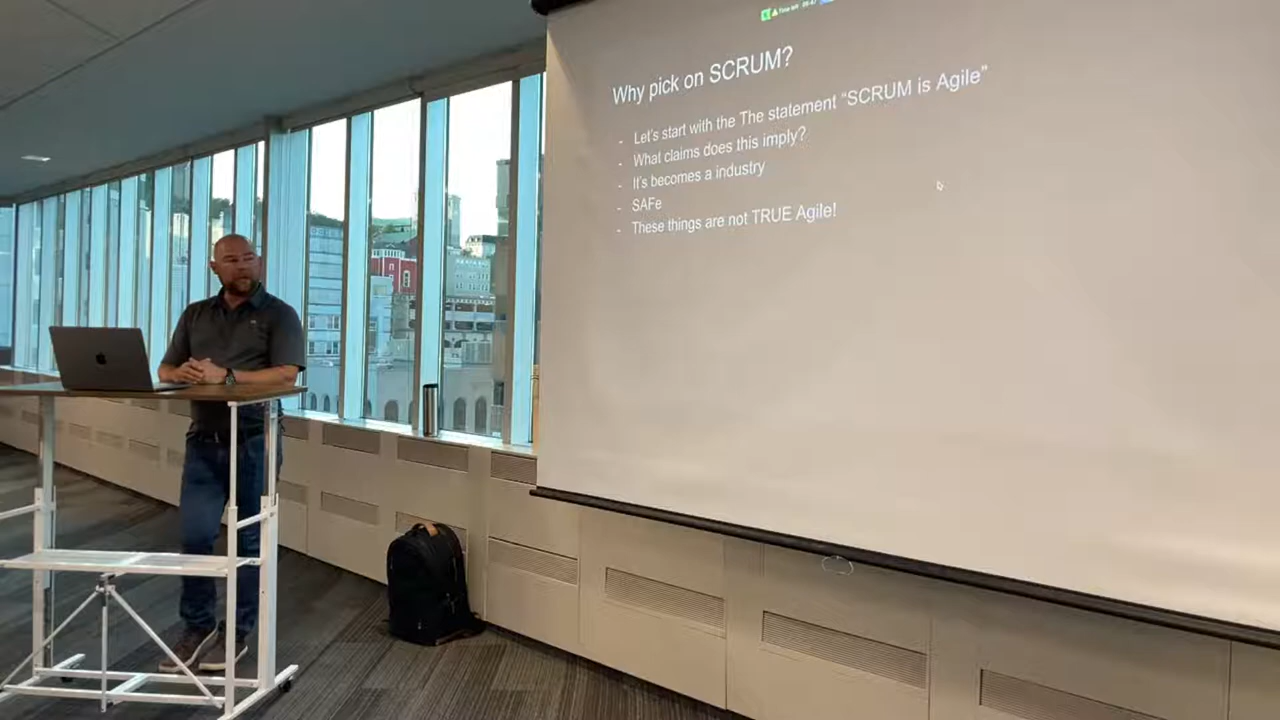 Why pick on SCRUM?
- Let's start with the The statement “SCRUM is Agile”
- What claims does this imply?
- It's becomes a industry
- SAFe
- These things are not TRUE Agile!